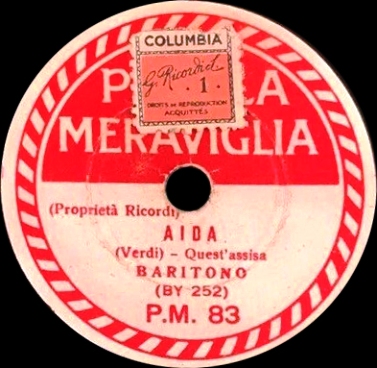 COLUMBIA
G. Ricordi
1.
DROITS DE REPRODUCTION
ACQUITTÉS
MERAVIGLIA
(Proprietà Ricordi)
AIDA
(Verdi) - Quest'assisa
BARITONO
(BY 252)
P.M. 83